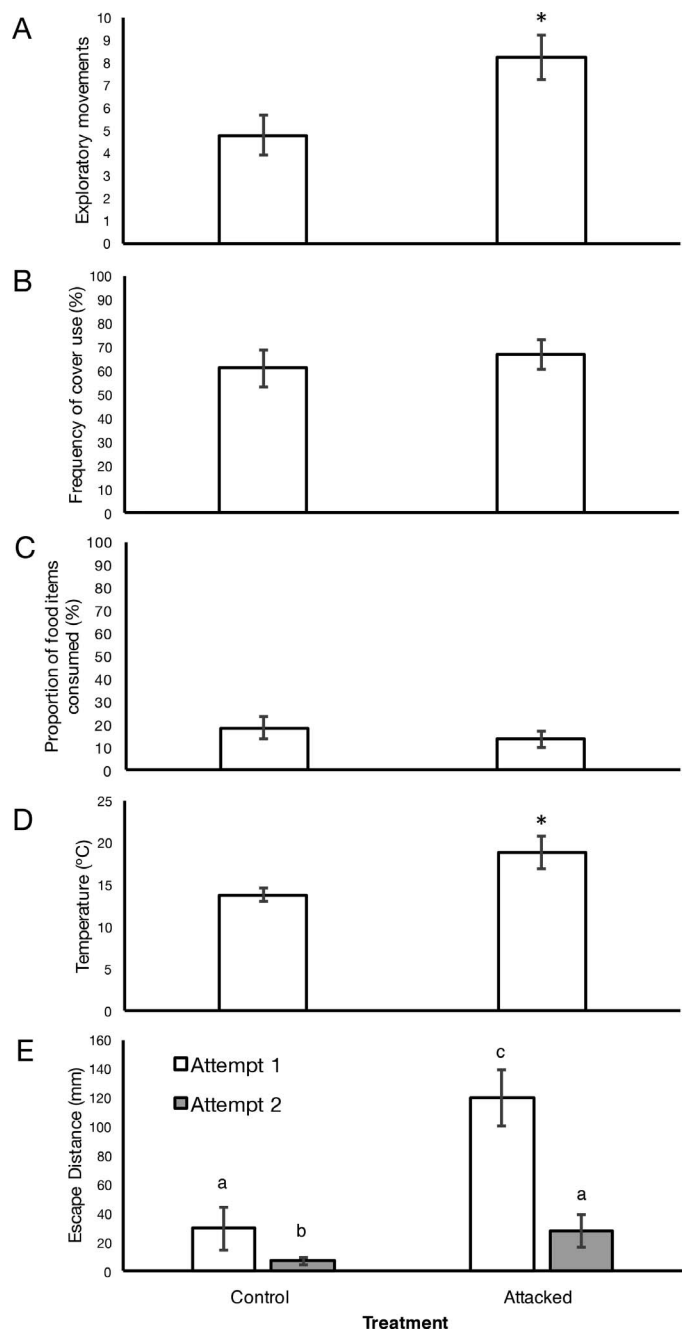 A
Exploratory movements
10
9
8
7
6
5
4
3
2
1
0
*
B
Frequency of cover use (%)
100
90
80
70
60
50
40
30
20
10
0
C
Proportion of food items
consumed (%)
100
90
80
70
60
50
40
30
20
10
0
D
Temperature (°C)
25
20
15
10
5
0
*
E
Escape Distance (mm)
160
140
120
100
80
60
40
20
0
Attempt 1
Attempt 2
a
b
c
a
Control
Attacked
Treatment